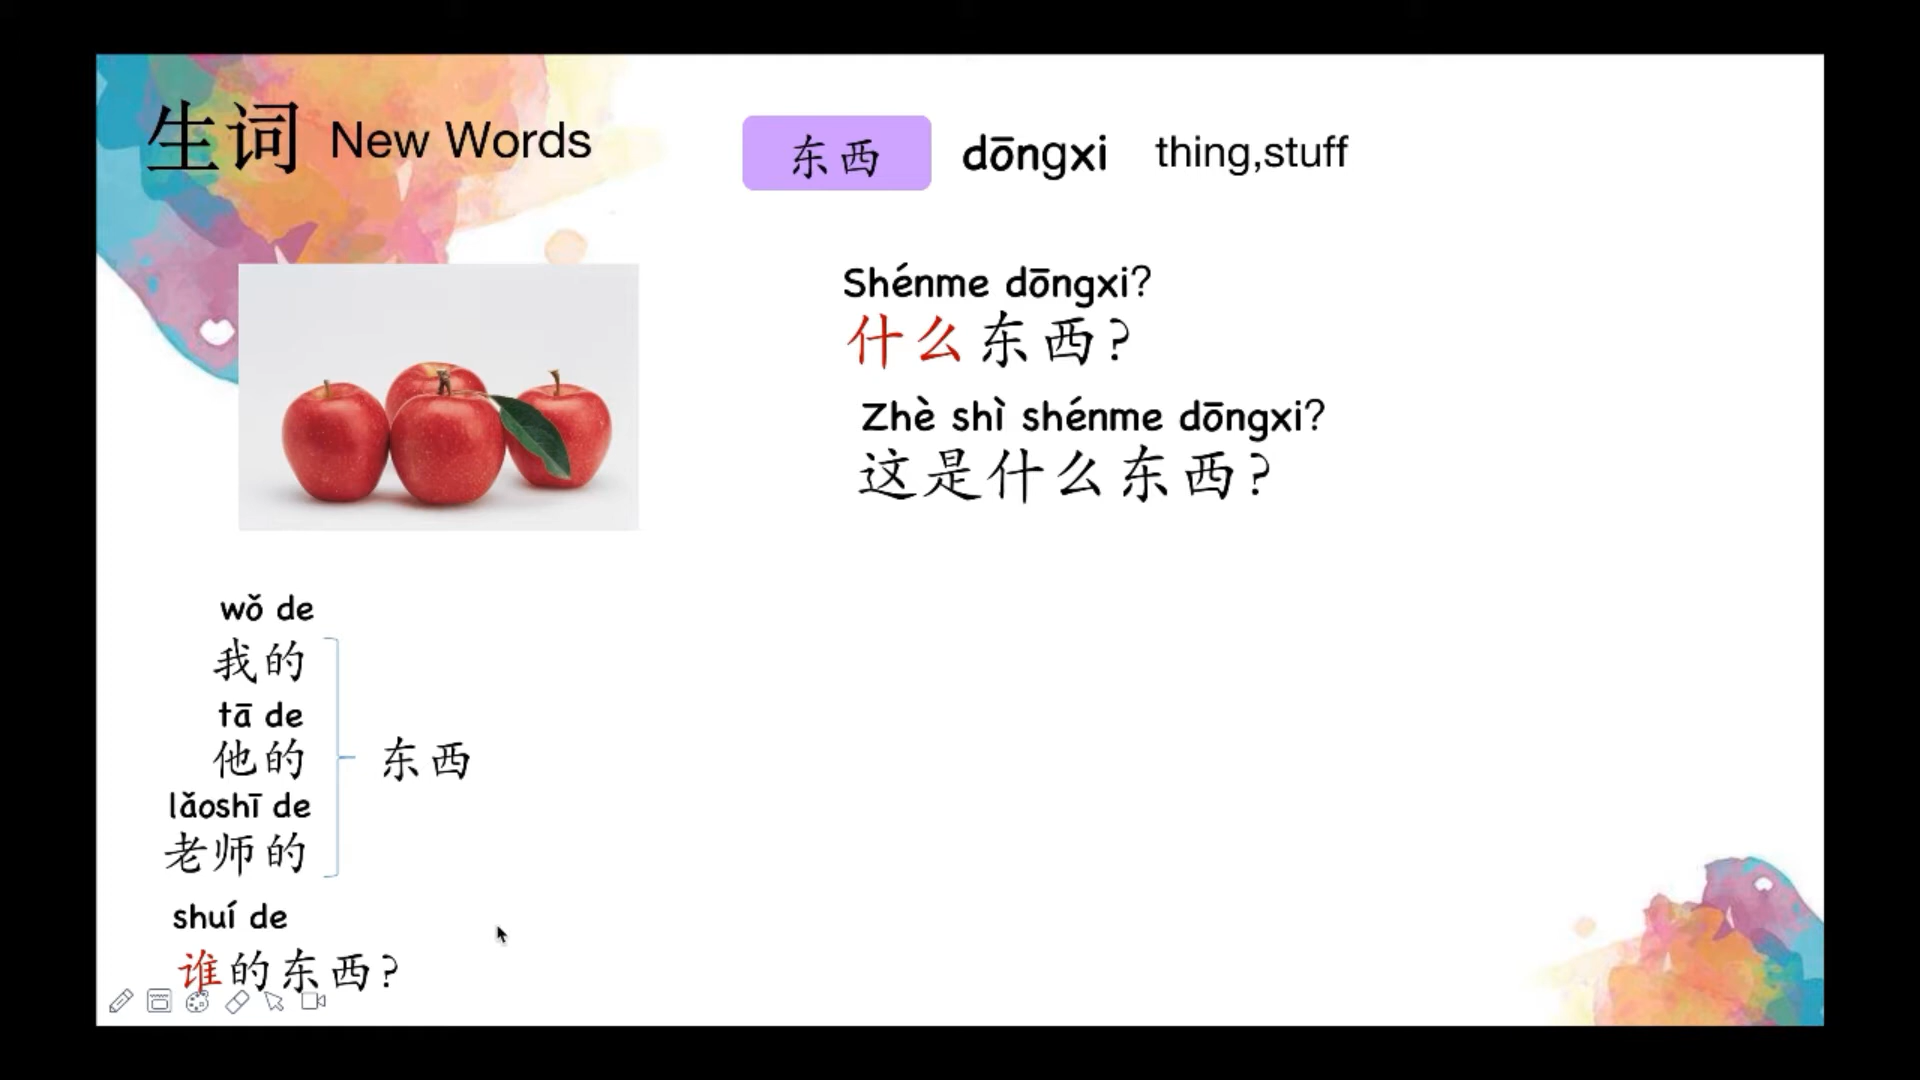 生词 New Words
东西 dōngxi thing,stuff
Shénme dōngxi?
什么东西?
Zhè shì shénme dōngxi?
这是什么东西?
wǒ de
我的
tā de
他的
东西
lǎoshī de
老师的
shuí de
谁的东西?